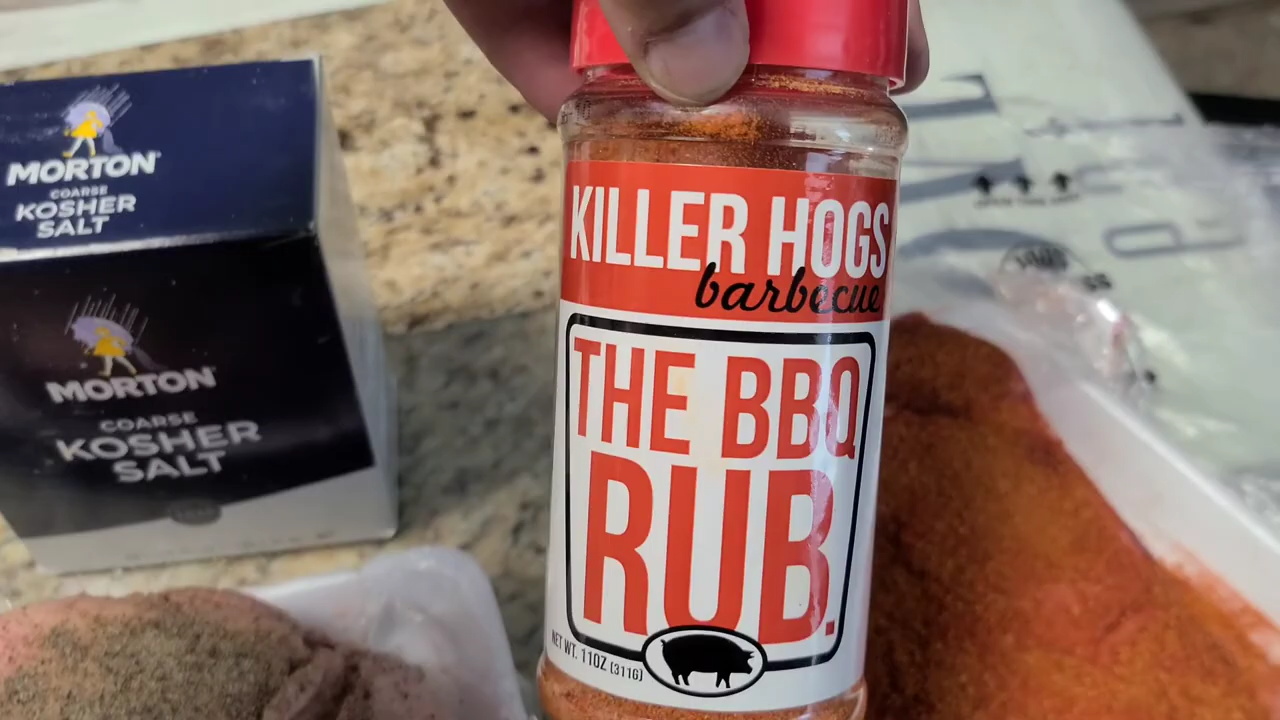 MORTON
COARSE
KOSHER
SALT
MORTON
COARSE
KOSHER
SALT
KILLER HOGS
barbecue
THE BBQ
RUB.
NET WT. 11OZ (311G)